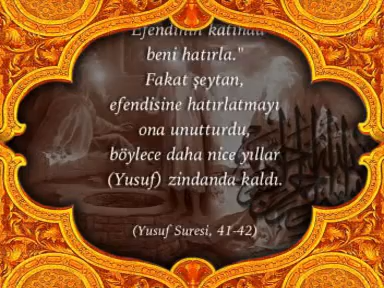 Efendinin katında
beni hatırla."
Fakat şeytan,
efendisine hatırlatmayı
ona unutturdu,
böylece daha nice yıllar
(Yusuf) zindanda kaldı.
(Yusuf Suresi, 41-42)